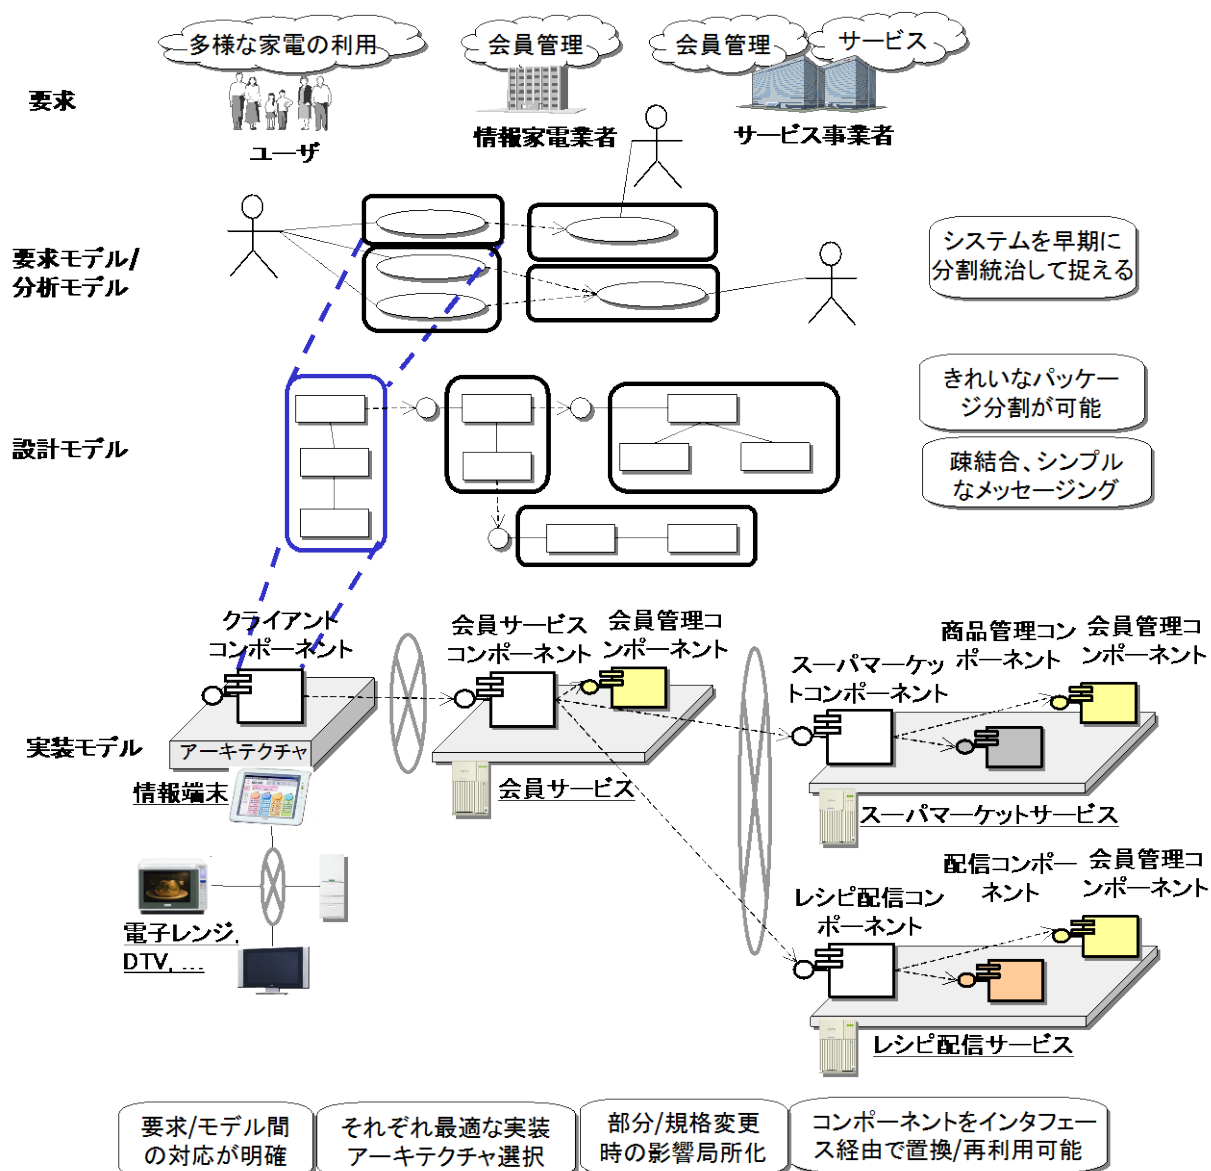 多様な家電の利用
会員管理
会員管理
サービス
要求
ユーザ
情報家電業者
サービス事業者
要求モデル/
分析モデル
システムを早期に
分割統治して捉える
設計モデル
きれいなパッケー
ジ分割が可能
疎結合、シンプル
なメッセージング
実装モデル
クライアント
コンポーネント
アーキテクチャ
情報端末
電子レンジ,
DTV, …
会員サービス
コンポーネント
会員管理コ
ンポーネント
会員サービス
スーパマーケッ
トコンポーネント
商品管理コン
ポーネント
会員管理コ
ンポーネント
スーパマーケットサービス
レシピ配信コン
ポーネント
配信コンポー
ネント
会員管理コ
ンポーネント
レシピ配信サービス
要求/モデル間
の対応が明確
それぞれ最適な実装
アーキテクチャ選択
部分/規格変更
時の影響局所化
コンポーネントをインタフェー
ス経由で置換/再利用可能